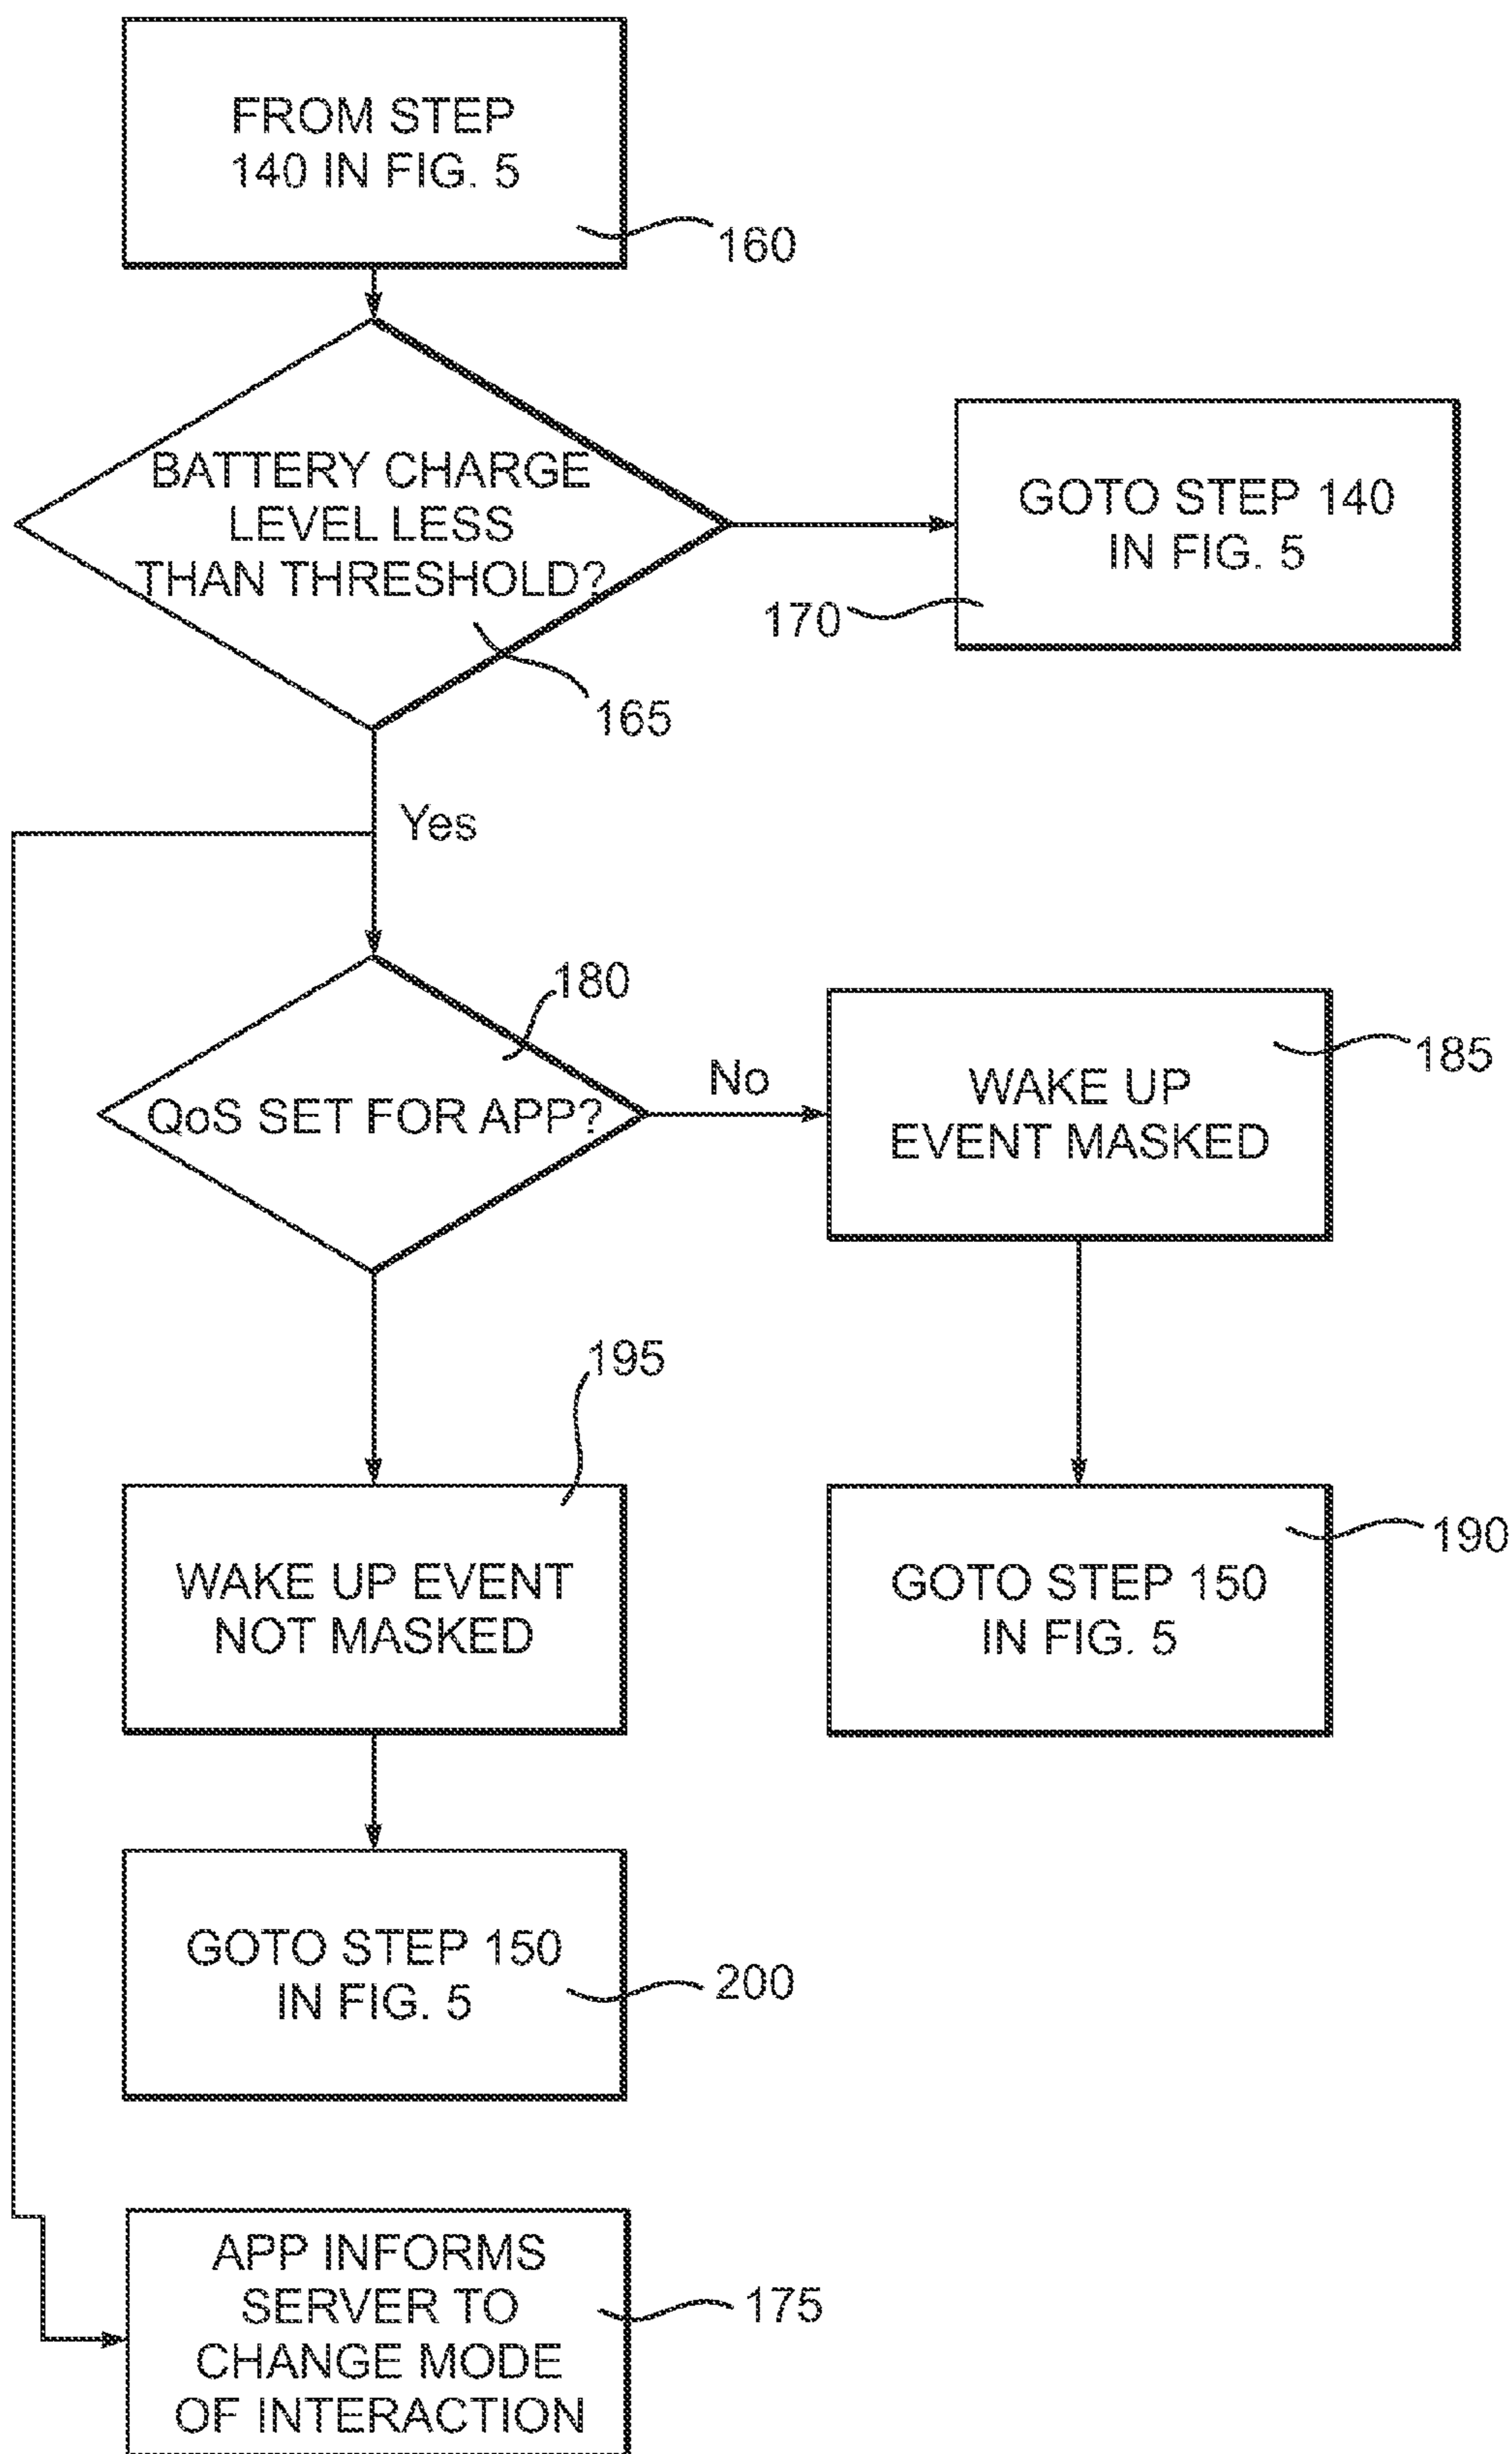 FROM STEP
140 IN FIG. 5
160
BATTERY CHARGE
LEVEL LESS
THAN THRESHOLD?
165
GOTO STEP 140
IN FIG. 5
170
Yes
180
QoS SET FOR APP?
No
WAKE UP
EVENT MASKED
185
195
WAKE UP EVENT
NOT MASKED
GOTO STEP 150
IN FIG. 5
190
GOTO STEP 150
IN FIG. 5
200
APP INFORMS
SERVER TO
CHANGE MODE
OF INTERACTION
175